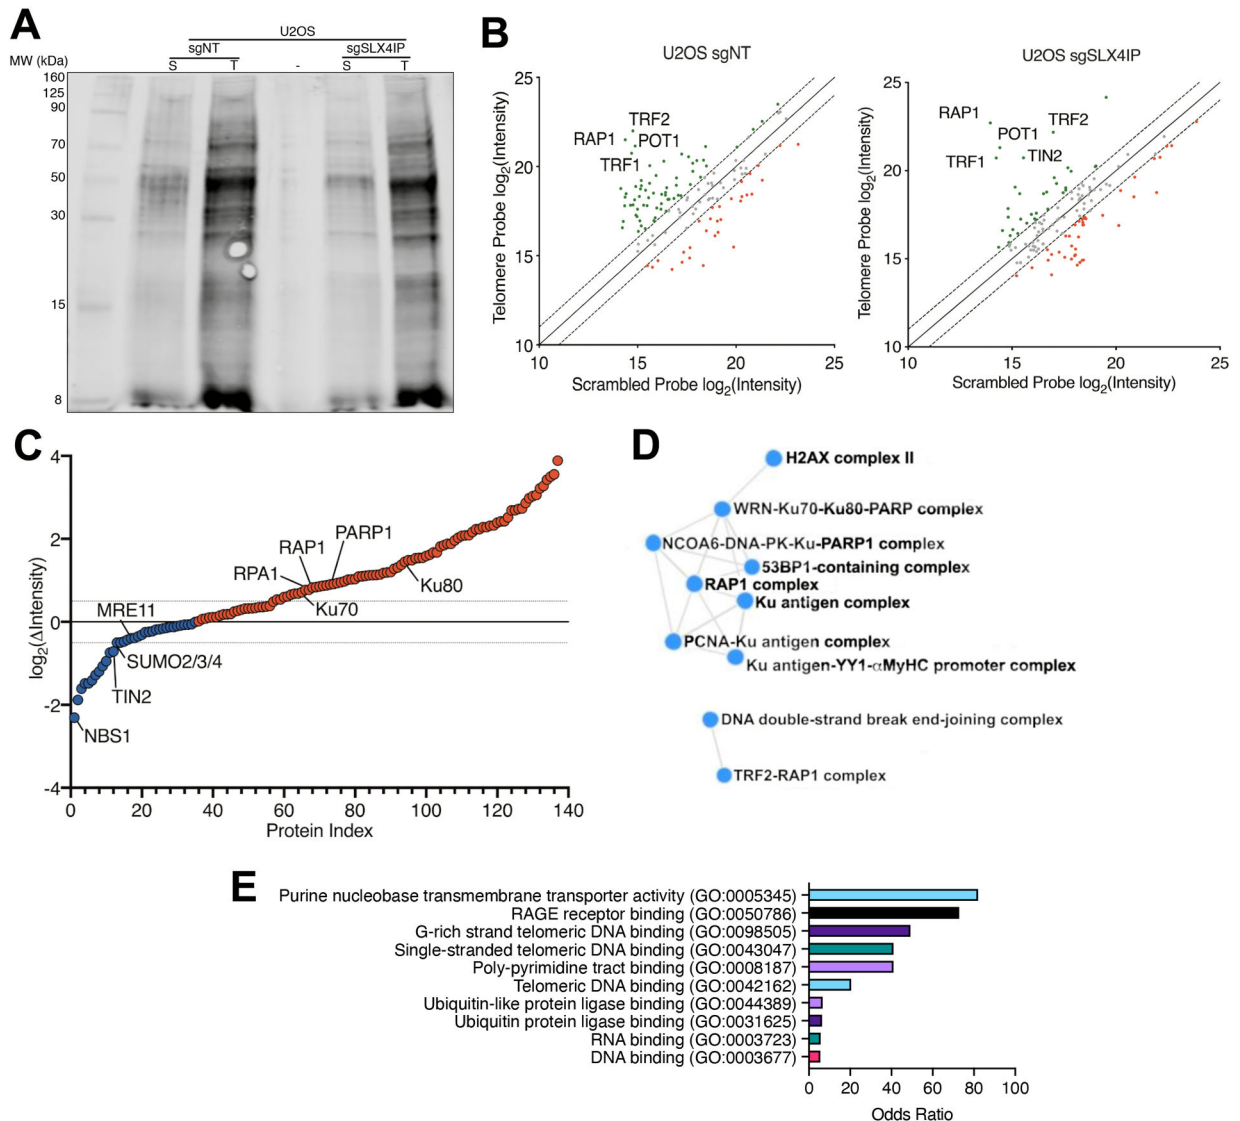 A
U2OS
sgNT
sgSLX4IP
MW (kDa)
S
T
-
S
T
160
125
90
70
50
30
15
8
B
U2OS sgNT
25
20
15
10
10
15
20
25
Telomere Probe log2(Intensity)
Scrambled Probe log2(Intensity)
TRF2
RAP1
POT1
TRF1
U2OS sgSLX4IP
25
20
15
10
10
15
20
25
Telomere Probe log2(Intensity)
Scrambled Probe log2(Intensity)
RAP1
TRF2
POT1
TRF1
TIN2
C
4
2
0
-2
-4
log2(ΔIntensity)
0
20
40
60
80
100
120
140
Protein Index
PARP1
RAP1
RPA1
Ku80
Ku70
MRE11
SUMO2/3/4
TIN2
NBS1
D
H2AX complex II
WRN-Ku70-Ku80-PARP complex
NCOA6-DNA-PK-Ku-PARP1 complex
53BP1-containing complex
RAP1 complex
Ku antigen complex
PCNA-Ku antigen complex
Ku antigen-YY1-αMyHC promoter complex
DNA double-strand break end-joining complex
TRF2-RAP1 complex
E
Purine nucleobase transmembrane transporter activity (GO:0005345)
RAGE receptor binding (GO:0050786)
G-rich strand telomeric DNA binding (GO:0098505)
Single-stranded telomeric DNA binding (GO:0043047)
Poly-pyrimidine tract binding (GO:0008187)
Telomeric DNA binding (GO:0042162)
Ubiquitin-like protein ligase binding (GO:0044389)
Ubiquitin protein ligase binding (GO:0031625)
RNA binding (GO:0003723)
DNA binding (GO:0003677)
0
20
40
60
80
100
Odds Ratio